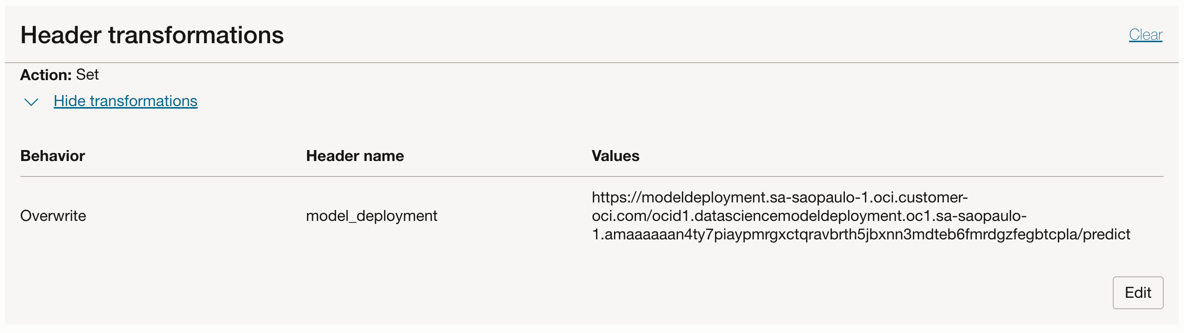 Header transformations
Clear
Action: Set
Hide transformations
Behavior Header name Values
Overwrite model_deployment https://modeldeployment.sa-saopaulo-1.oci.customer-
oci.com/ocid1.datasciencemodeldeployment.oc1.sa-saopaulo-
1.amaaaaaan4ty7piaypmrgxctqravbrth5jbxnn3mdteb6fmrdgzfegbtcpla/predict
Edit